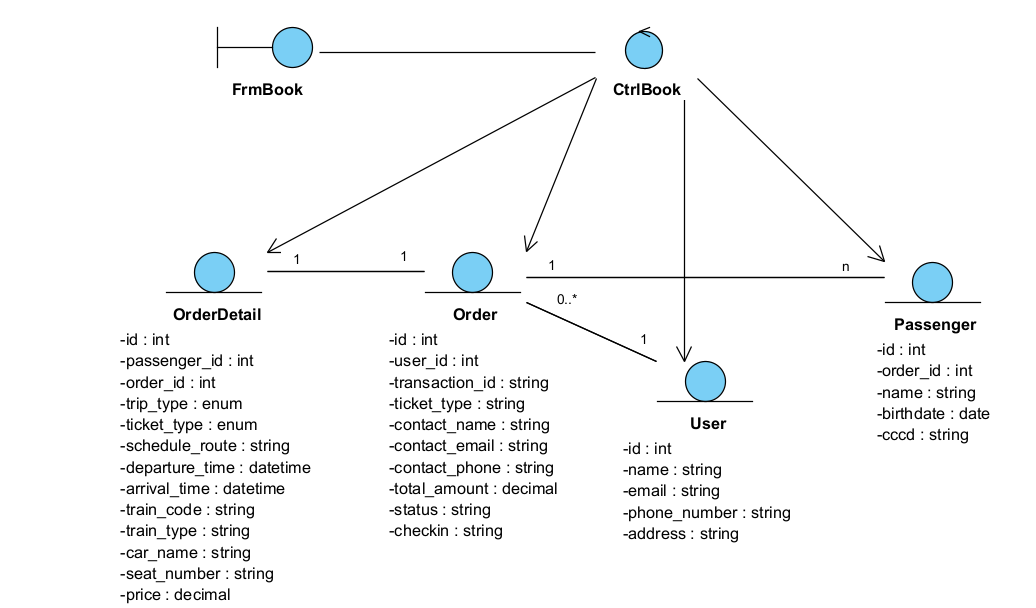 FrmBook
CtrlBook
1
1
1
n
0..*
1
OrderDetail
-id : int
-passenger_id : int
-order_id : int
-trip_type : enum
-ticket_type : enum
-schedule_route : string
-departure_time : datetime
-arrival_time : datetime
-train_code : string
-train_type : string
-car_name : string
-seat_number : string
-price : decimal
Order
-id : int
-user_id : int
-transaction_id : string
-ticket_type : string
-contact_name : string
-contact_email : string
-contact_phone : string
-total_amount : decimal
-status : string
-checkin : string
User
-id : int
-name : string
-email : string
-phone_number : string
-address : string
Passenger
-id : int
-order_id : int
-name : string
-birthdate : date
-cccd : string